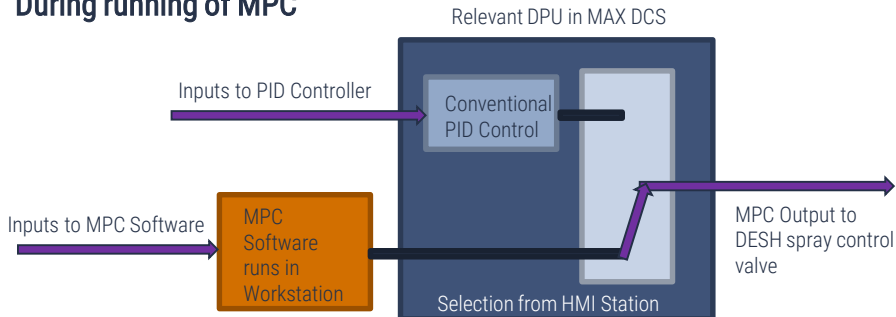 During running of MPC
Relevant DPU in MAX DCS
Inputs to PID Controller
Conventional
PID Control
Inputs to MPC Software
MPC
Software
runs in
Workstation
MPC Output to
DESH spray control
valve
Selection from HMI Station